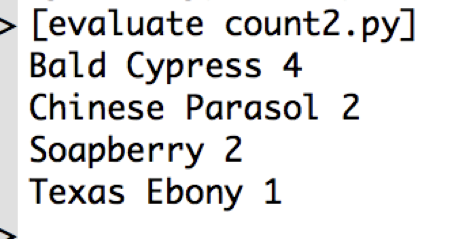 > [evaluate count2.py]
Bald Cypress 4
Chinese Parasol 2
Soapberry 2
Texas Ebony 1
>